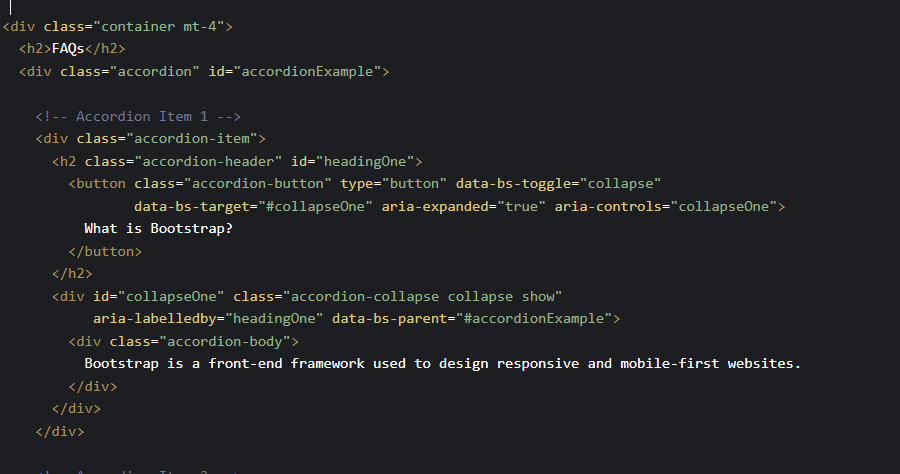 <div class="container mt-4">
  <h2>FAQs</h2>
  <div class="accordion" id="accordionExample">

    <!-- Accordion Item 1 -->
    <div class="accordion-item">
      <h2 class="accordion-header" id="headingOne">
        <button class="accordion-button" type="button" data-bs-toggle="collapse"
                data-bs-target="#collapseOne" aria-expanded="true" aria-controls="collapseOne">
          What is Bootstrap?
        </button>
      </h2>
      <div id="collapseOne" class="accordion-collapse collapse show"
           aria-labelledby="headingOne" data-bs-parent="#accordionExample">
        <div class="accordion-body">
          Bootstrap is a front-end framework used to design responsive and mobile-first websites.
        </div>
      </div>
    </div>